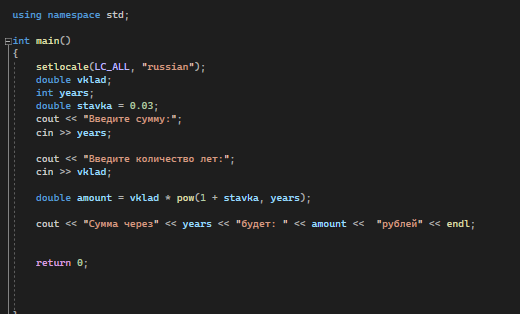 using namespace std;
int main()
{
setlocale(LC_ALL, "russian");
double vklad;
int years;
double stavka = 0.03;
cout << "Введите сумму:";
cin >> years;
cout << "Введите количество лет:";
cin >> vklad;
double amount = vklad * pow(1 + stavka, years);
cout << "Сумма через" << years << "будет: " << amount <<  "рублей" << endl;
return 0;
}